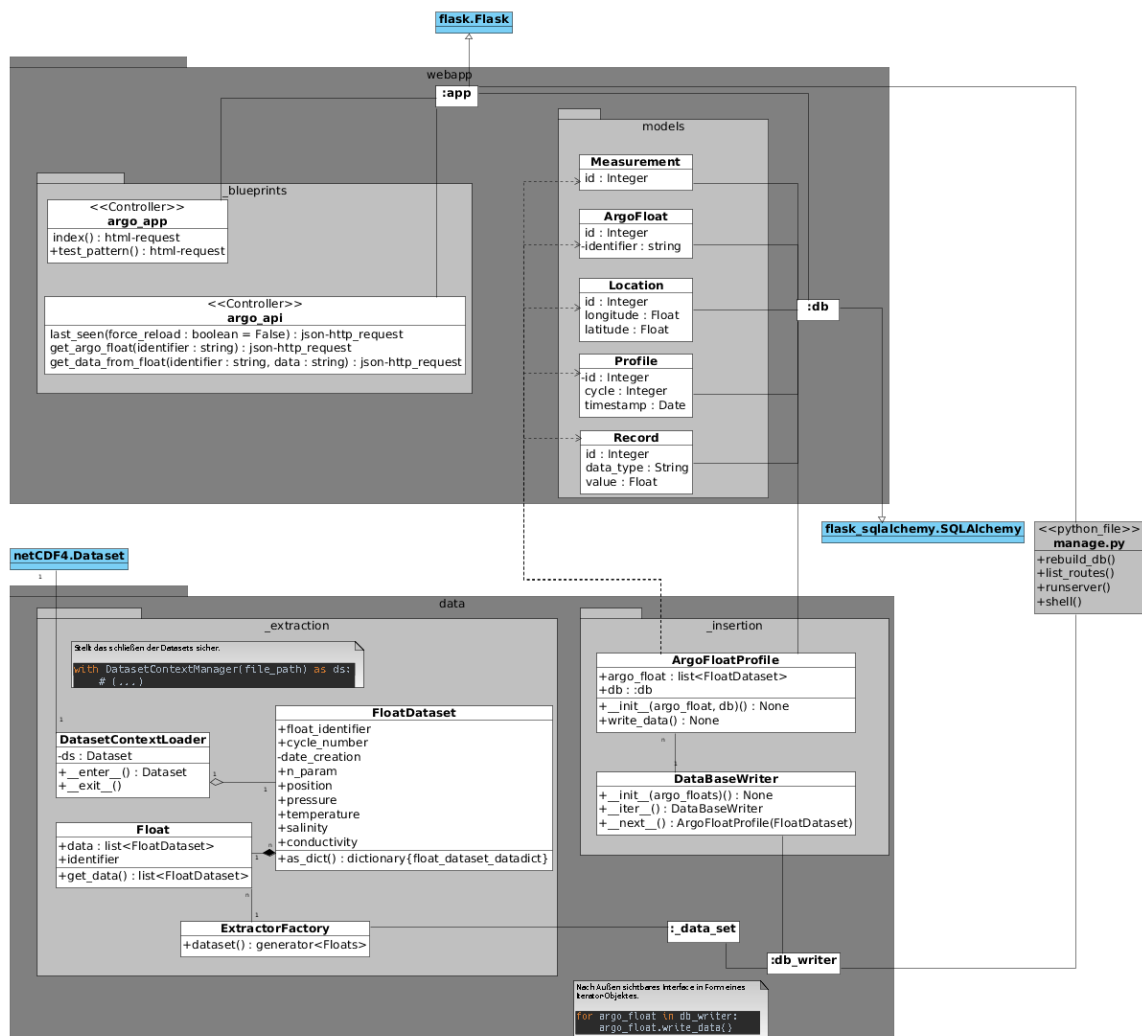 flask.Flask
webapp
:app
models
Measurement
id : Integer
ArgoFloat
id : Integer
-identifier : string
Location
id : Integer
longitude : Float
latitude : Float
Profile
-id : Integer
cycle : Integer
timestamp : Date
Record
id : Integer
data_type : String
value : Float
_blueprints
<<Controller>>
argo_app
index() : html-request
+test_pattern() : html-request
<<Controller>>
argo_api
last_seen(force_reload : boolean = False) : json-http_request
get_argo_float(identifier : string) : json-http_request
get_data_from_float(identifier : string, data : string) : json-http_request
:db
flask_sqlalchemy.SQLAlchemy
<<python_file>>
manage.py
+rebuild_db()
+list_routes()
+runserver()
+shell()
netCDF4.Dataset
1
data
_extraction
Stellt das schließen der Datasets sicher.
with DatasetContextManager(file_path) as ds:
# (...)
1
DatasetContextLoader
-ds : Dataset
+__enter__() : Dataset
+__exit__()
1
1
FloatDataset
+float_identifier
+cycle_number
-date_creation
+n_param
+position
+pressure
+temperature
+salinity
+conductivity
+as_dict() : dictionary{float_dataset_datadict}
Float
+data : list<FloatDataset>
+identifier
+get_data() : list<FloatDataset>
1
n
n
1
ExtractorFactory
+dataset() : generator<Floats>
_insertion
ArgoFloatProfile
+argo_float : list<FloatDataset>
+db : :db
+__init__(argo_float, db)() : None
+write_data() : None
n
1
DataBaseWriter
+__init__(argo_floats)() : None
+__iter__() : DataBaseWriter
+__next__() : ArgoFloatProfile(FloatDataset)
:_data_set
:db_writer
Nach Außen sichtbares Interface in Form eines
Iterator-Objektes.
for argo_float in db_writer:
argo_float.write_data{}